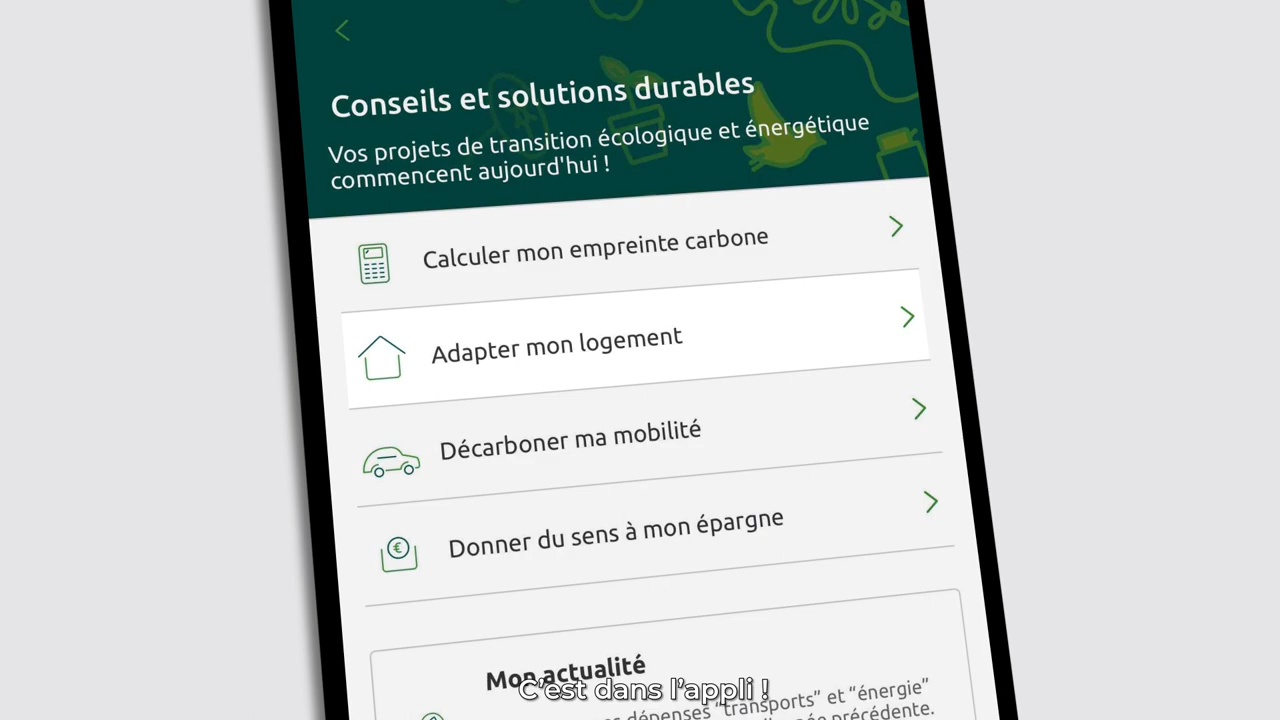 Conseils et solutions durables
Vos projets de transition écologique et énergétique
commencent aujourd'hui !
Calculer mon empreinte carbone
Adapter mon logement
Décarboner ma mobilité
Donner du sens à mon épargne
Mon actualité
dépenses “transports” et “énergie”
précédente.
C'est dans l'appli !